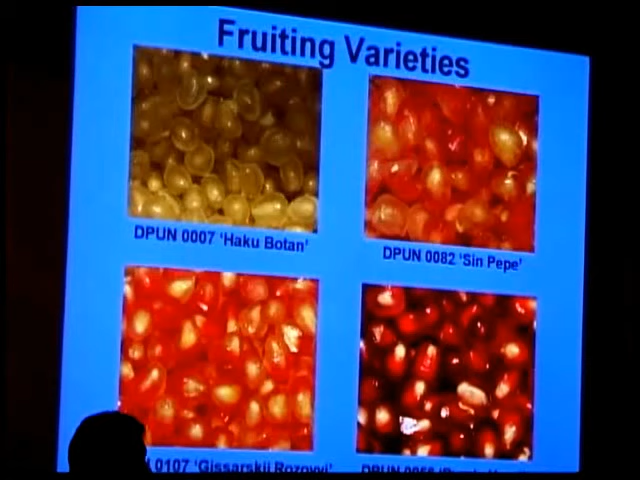 Fruiting Varieties
DPUN 0007 'Haku Botan'
DPUN 0082 'Sin Pepe'
0107 'Gissarskii Rozovyi'